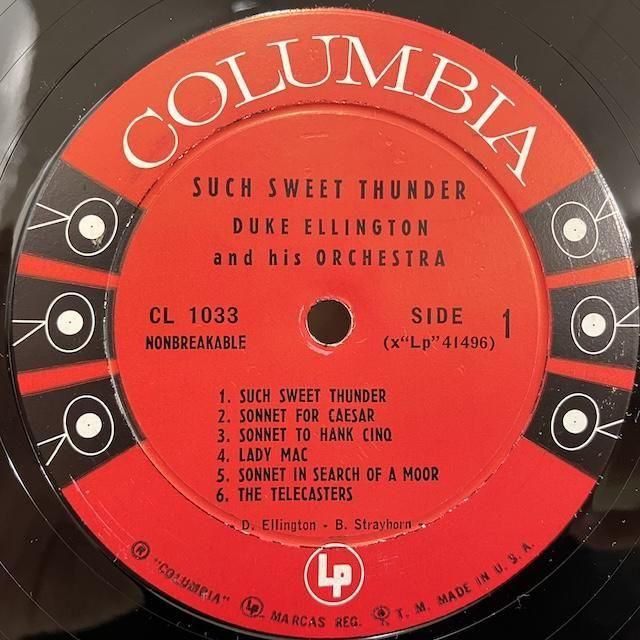 COLUMBIA
SUCH SWEET THUNDER
DUKE ELLINGTON
and his ORCHESTRA
CL 1033
NONBREAKABLE
SIDE 1
(x"Lp"41496)
1. SUCH SWEET THUNDER
2. SONNET FOR CAESAR
3. SONNET TO HANK CINQ
4. LADY MAC
5. SONNET IN SEARCH OF A MOOR
6. THE TELECASTERS
- D. Ellington - B. Strayhorn -
Lp
® "COLUMBIA" Lp MARCAS REG. T. M. MADE IN U. S. A.